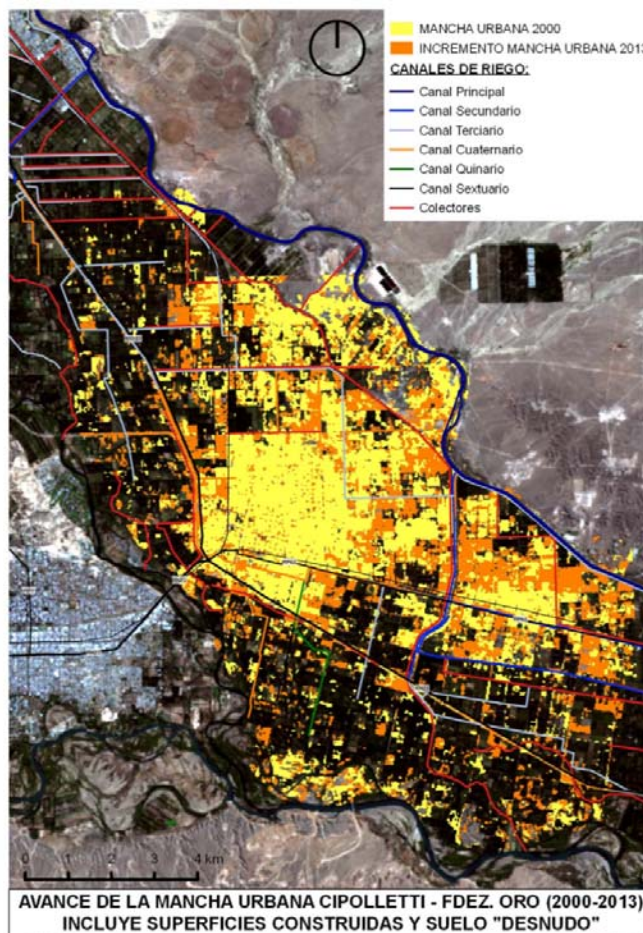 MANCHA URBANA 2000
INCREMENTO MANCHA URBANA 2013
CANALES DE RIEGO:
Canal Principal
Canal Secundario
Canal Terciario
Canal Cuaternario
Canal Quinario
Canal Sextuario
Colectores
0 1 2 4 km
AVANCE DE LA MANCHA URBANA CIPOLLETTI - FDEZ. ORO (2000-2013)
INCLUYE SUPERFICIES CONSTRUIDAS Y SUELO "DESNUDO"